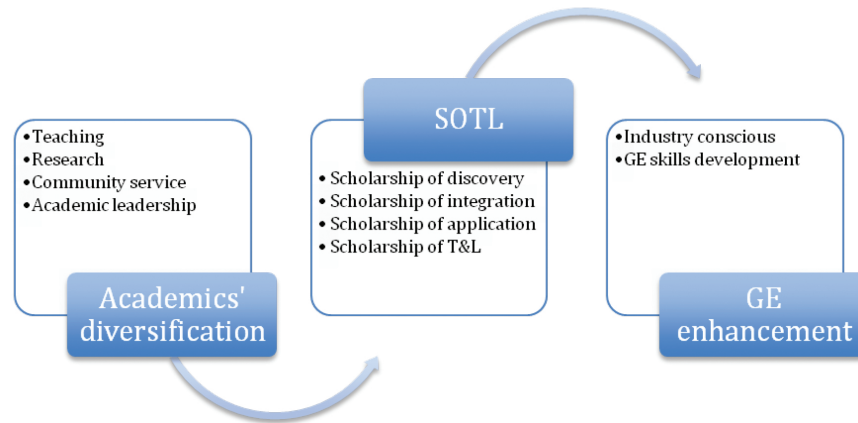 •Teaching
•Research
•Community service
•Academic leadership
Academics'
diversification
SOTL
• Scholarship of discovery
• Scholarship of integration
• Scholarship of application
• Scholarship of T&L
•Industry conscious
•GE skills development
GE
enhancement